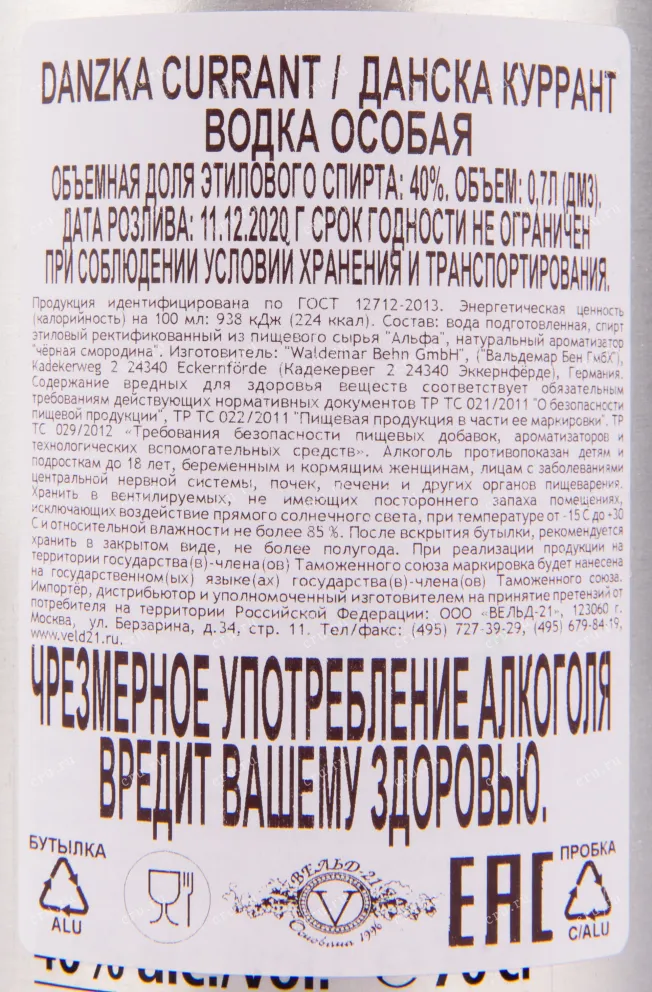 DANZKA CURRANT / ДАНСКА КУРРАНТ
ВОДКА ОСОБАЯ
ОБЪЕМНАЯ ДОЛЯ ЭТИЛОВОГО СПИРТА: 40%. ОБЪЕМ: 0,7Л (ДМ3).
ДАТА РОЗЛИВА: 11.12.2020 Г СРОК ГОДНОСТИ НЕ ОГРАНИЧЕН
ПРИ СОБЛЮДЕНИИ УСЛОВИЙ ХРАНЕНИЯ И ТРАНСПОРТИРОВАНИЯ.
Продукция идентифицирована по ГОСТ 12712-2013. Энергетическая ценность
(калорийность) на 100 мл: 938 кДж (224 ккал). Состав: вода подготовленная, спирт
этиловый ректификованный из пищевого сырья "Альфа", натуральный ароматизатор
"чёрная смородина". Изготовитель: "Waldemar Behn GmbH", ("Вальдемар Бен ГмбХ"),
Kadekerweg 2 24340 Eckernförde (Кадекервег 2 24340 Эккернфёрде), Германия.
Содержание вредных для здоровья веществ соответствует обязательным
требованиям действующих нормативных документов ТР ТС 021/2011 "О безопасности
пищевой продукции", ТР ТС 022/2011 "Пищевая продукция в части ее маркировки". ТР
ТС 029/2012 «Требования безопасности пищевых добавок, ароматизаторов и
технологических вспомогательных средств». Алкоголь противопоказан детям и
подросткам до 18 лет, беременным и кормящим женщинам, лицам с заболеваниями
центральной нервной системы, почек, печени и других органов пищеварения.
Хранить в вентилируемых, не имеющих постороннего запаха помещениях,
исключающих воздействие прямого солнечного света, при температуре от -15 С до +30
С и относительной влажности не более 85 %. После вскрытия бутылки, рекомендуется
хранить в закрытом виде, не более полугода. При реализации продукции на
территории государства(в)-члена(ов) Таможенного союза маркировка будет нанесена
на государственном(ых) языке(ах) государства(в)-члена(ов) Таможенного союза.
Импортёр, дистрибьютор и уполномоченный изготовителем на принятие претензий от
потребителя на территории Российской Федерации: ООО «ВЕЛЬД-21», 123060 г.
Москва, ул. Берзарина, д.34, стр. 11. Тел/факс: (495) 727-39-29, (495) 679-84-19,
www.veld21.ru.
ЧРЕЗМЕРНОЕ УПОТРЕБЛЕНИЕ АЛКОГОЛЯ
ВРЕДИТ ВАШЕМУ ЗДОРОВЬЮ.
БУТЫЛКА
ALU
ВЕЛЬД-21
V
Основана 1996
EAC
ПРОБКА
C/ALU
40% alc./vol. 70 cl